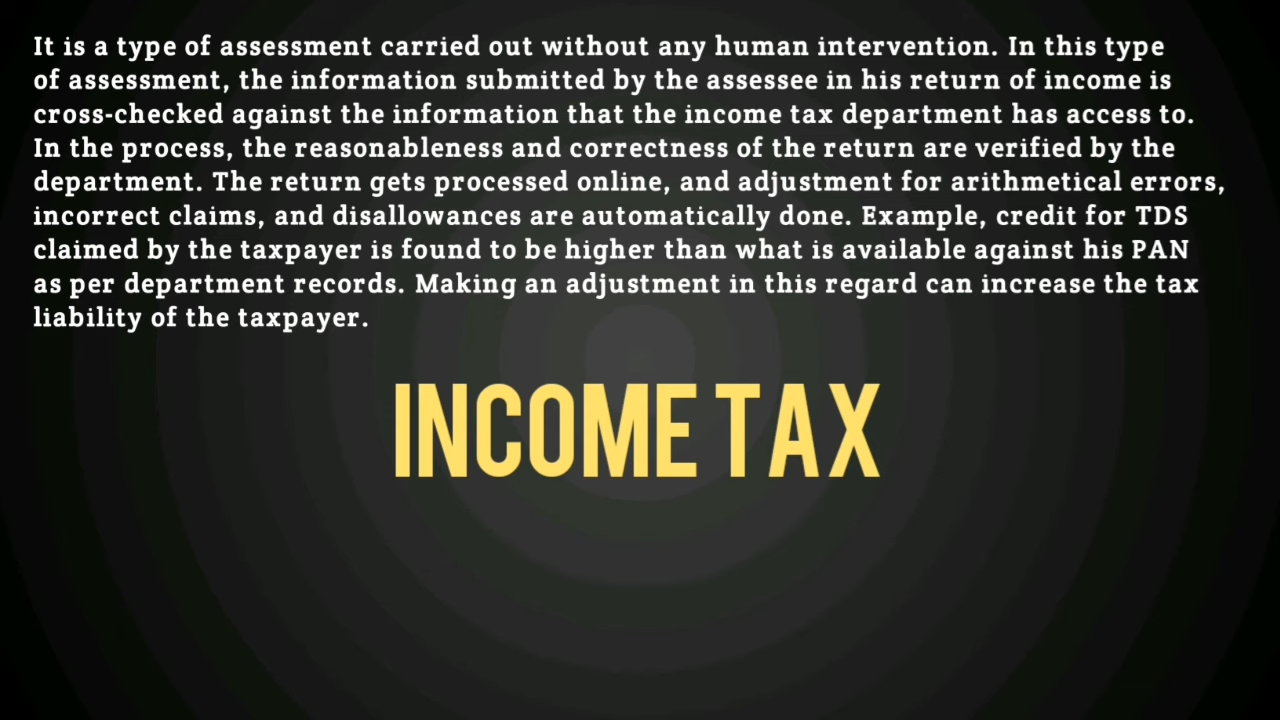 It is a type of assessment carried out without any human intervention. In this type
of assessment, the information submitted by the assessee in his return of income is
cross-checked against the information that the income tax department has access to.
In the process, the reasonableness and correctness of the return are verified by the
department. The return gets processed online, and adjustment for arithmetical errors,
incorrect claims, and disallowances are automatically done. Example, credit for TDS
claimed by the taxpayer is found to be higher than what is available against his PAN
as per department records. Making an adjustment in this regard can increase the tax
liability of the taxpayer.
INCOME TAX